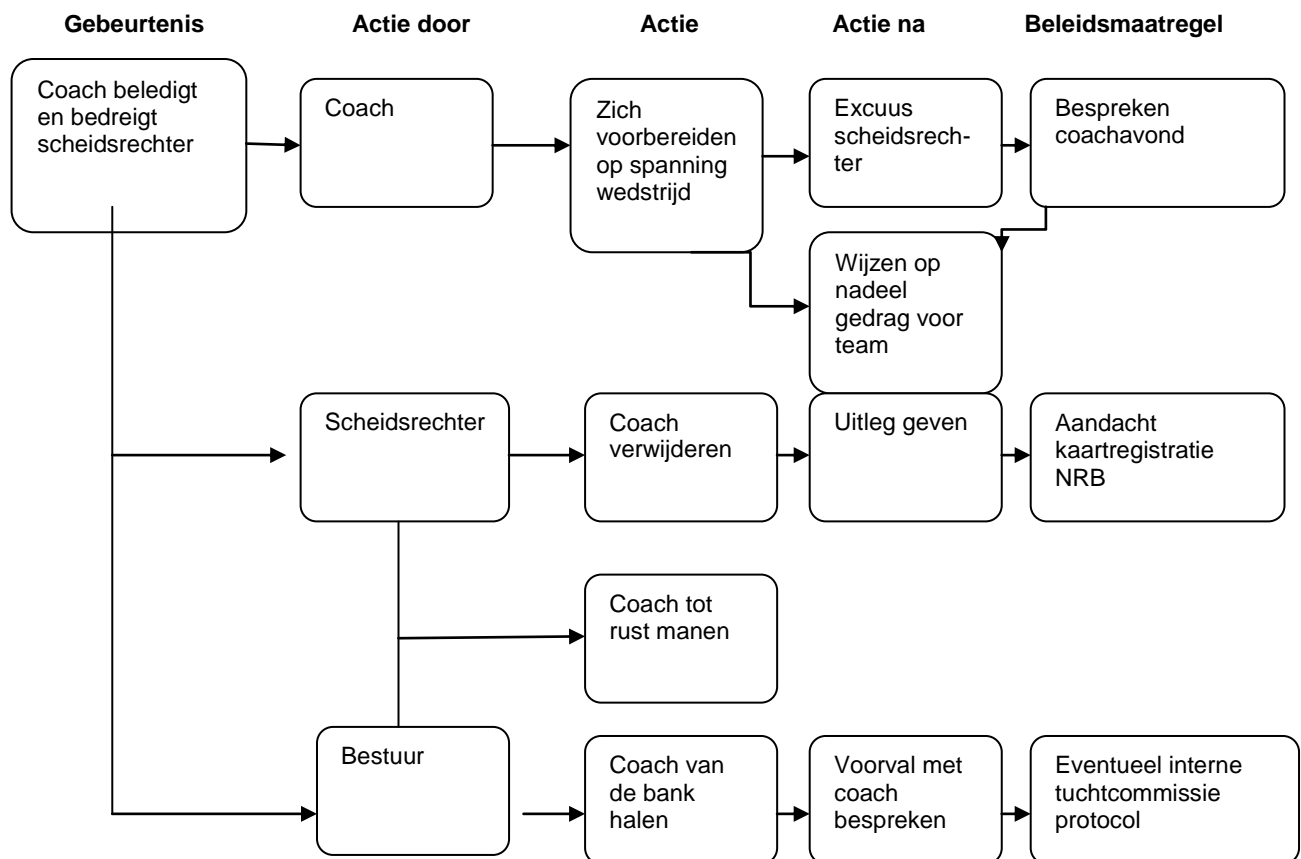 Gebeurtenis Actie door Actie Actie na Beleidsmaatregel
Coach beledigt
en bedreigt
scheidsrechter
Coach
Zich
voorbereiden
op spanning
wedstrijd
Excuus
scheidsrech-
ter
Bespreken
coachavond
Wijzen op
nadeel
gedrag voor
team
Scheidsrechter
Coach
verwijderen
Uitleg geven
Aandacht
kaartregistratie
NRB
Coach tot
rust manen
Bestuur
Coach van
de bank
halen
Voorval met
coach
bespreken
Eventueel interne
tuchtcommissie
protocol